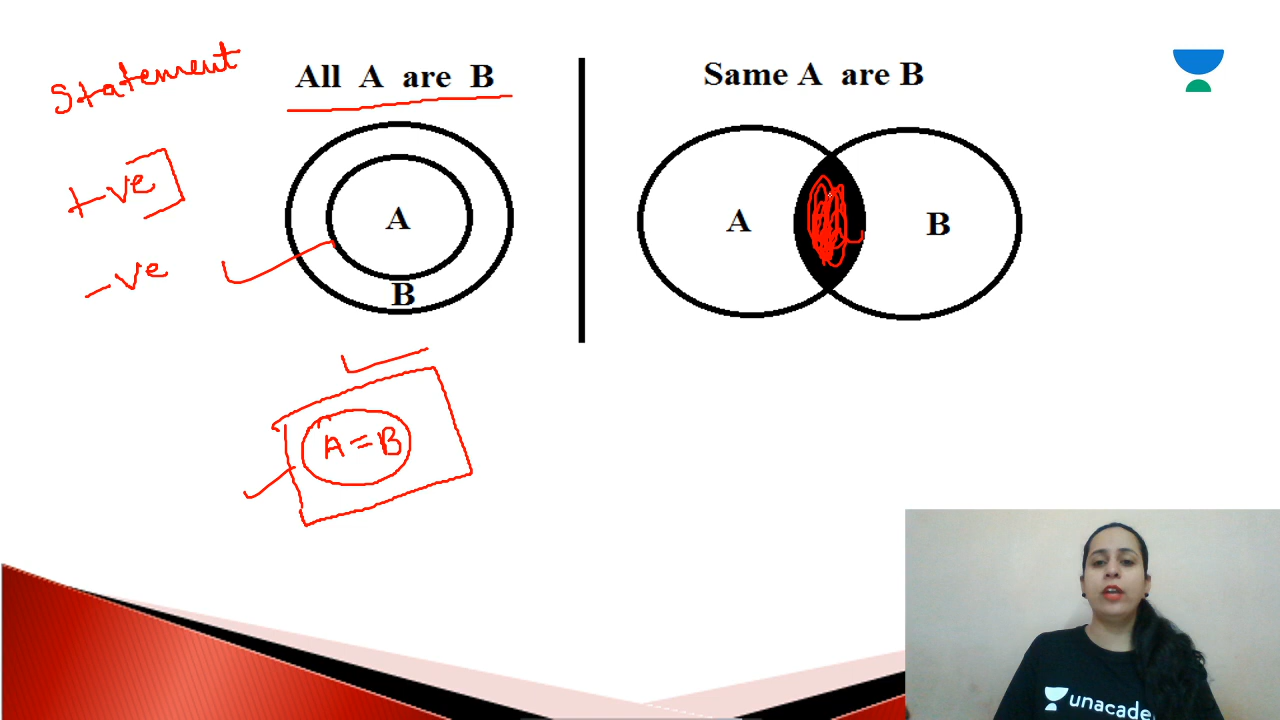 Statement
All A are B
Same A are B
+ve
-ve
A
B
A
B
A=B
unacade